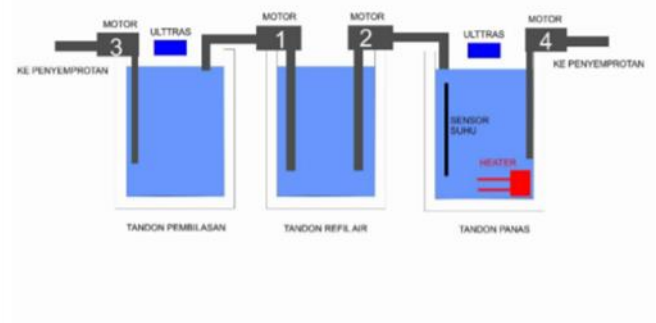 MOTOR
3
ULTTRAS
KE PENYEMPROTAN
MOTOR
1
MOTOR
2
ULTTRAS
MOTOR
4
KE PENYEMPROTAN
SENSOR
SUHU
HEATER
TANDON PEMBILASAN
TANDON REFIL AIR
TANDON PANAS